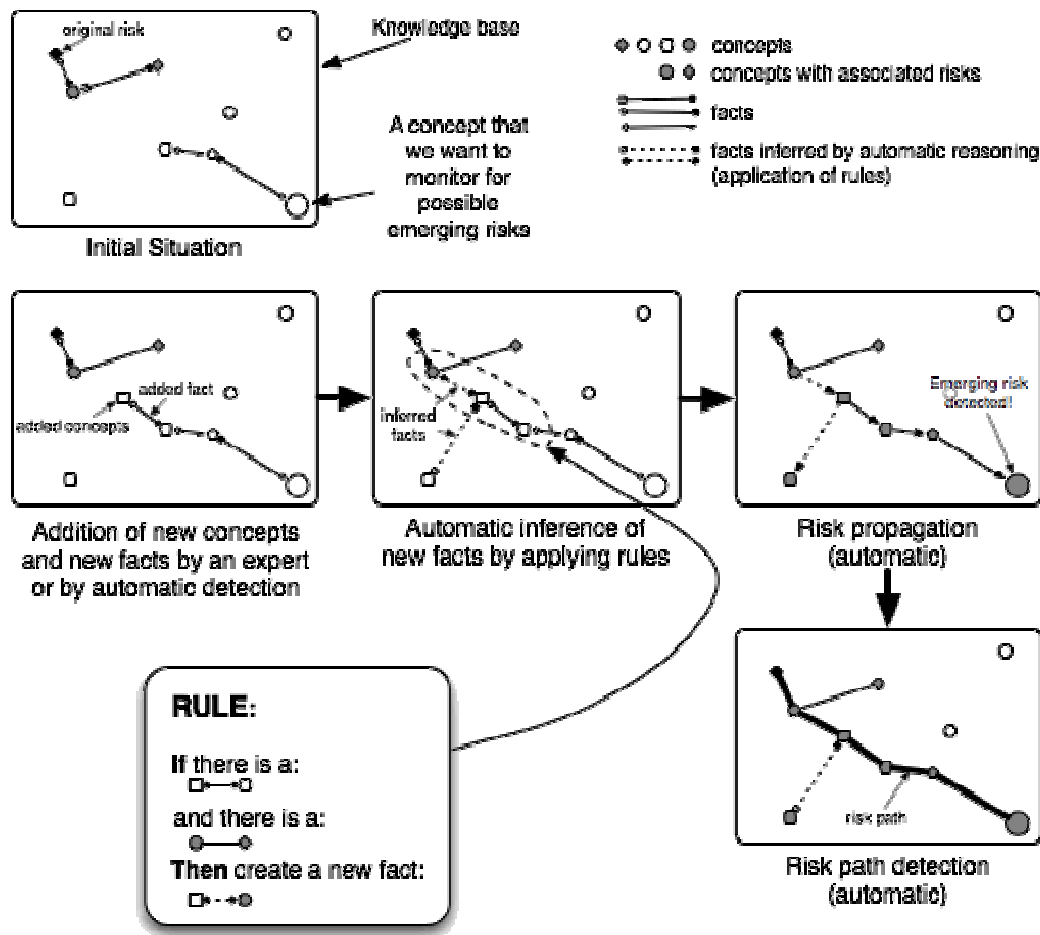 original risk
Knowledge base
concepts
concepts with associated risks
facts
facts inferred by automatic reasoning
(application of rules)
A concept that
we want to
monitor for
possible
emerging risks
Initial Situation
added fact
added concepts
inferred
facts
Emerging risk
detected!!
Addition of new concepts
and new facts by an expert
or by automatic detection
Automatic inference of
new facts by applying rules
Risk propagation
(automatic)
RULE:
If there is a:
and there is a:
Then create a new fact:
risk path
Risk path detection
(automatic)